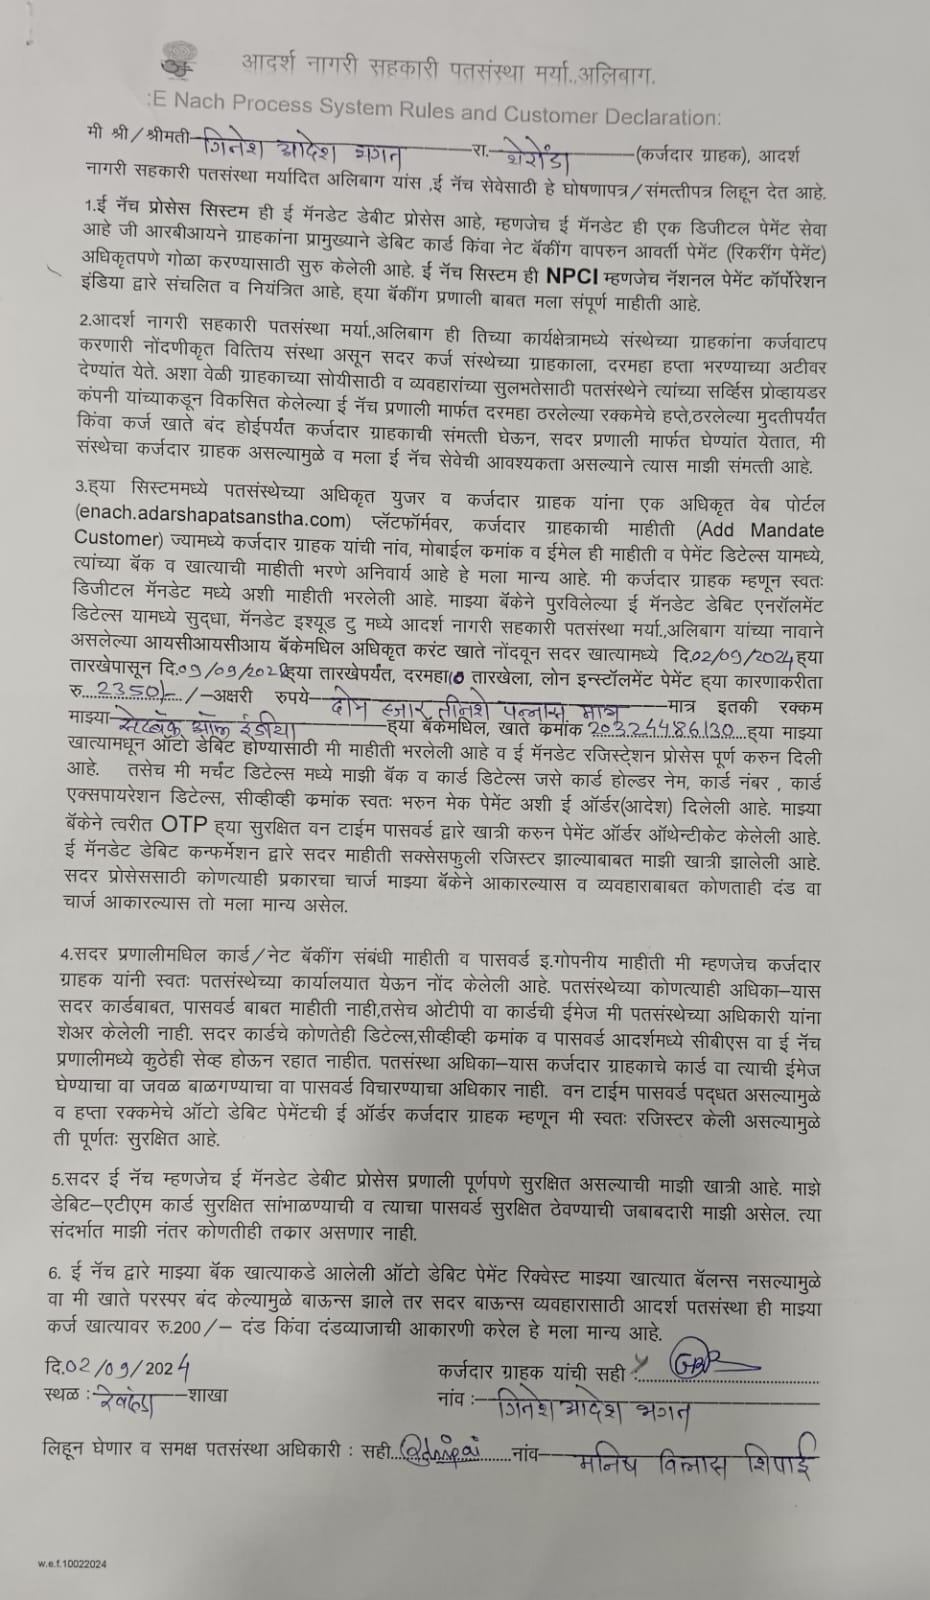 आदर्श नागरी सहकारी पतसंस्था मर्या.,अलिबाग.
:E Nach Process System Rules and Customer Declaration:
मी श्री/श्रीमती गिनेश आदेश भगत रा. थेरोंडा (कर्जदार ग्राहक), आदर्श
नागरी सहकारी पतसंस्था मर्यादित अलिबाग यांस ,ई नॅच सेवेसाठी हे घोषणापत्र/संमत्तीपत्र लिहून देत आहे.
1.ई नॅच प्रोसेस सिस्टम ही ई मॅनडेट डेबीट प्रोसेस आहे, म्हणजेच ई मॅनडेट ही एक डिजीटल पेमेंट सेवा
आहे जी आरबीआयने ग्राहकांना प्रामुख्याने डेबिट कार्ड किंवा नेट बॅकींग वापरुन आवर्ती पेमेंट (रिकरींग पेमेंट)
अधिकृतपणे गोळा करण्यासाठी सुरु केलेली आहे. ई नॅच सिस्टम ही NPCI म्हणजेच नॅशनल पेमेंट कॉर्पोरेशन
इंडिया द्वारे संचलित व नियंत्रित आहे, ह्या बॅकींग प्रणाली बाबत मला संपूर्ण माहीती आहे.
2.आदर्श नागरी सहकारी पतसंस्था मर्या.,अलिबाग ही तिच्या कार्यक्षेत्रामध्ये संस्थेच्या ग्राहकांना कर्जवाटप
करणारी नोंदणीकृत वित्तिय संस्था असून सदर कर्ज संस्थेच्या ग्राहकाला, दरमहा हप्ता भरण्याच्या अटीवर
देण्यांत येते. अशा वेळी ग्राहकाच्या सोयीसाठी व व्यवहारांच्या सुलभतेसाठी पतसंस्थेने त्यांच्या सर्व्हिस प्रोव्हायडर
कंपनी यांच्याकडून विकसित केलेल्या ई नॅच प्रणाली मार्फत दरमहा ठरलेल्या रक्कमेचे हप्ते,ठरलेल्या मुदतीपर्यंत
किंवा कर्ज खाते बंद होईपर्यंत कर्जदार ग्राहकाची संमत्ती घेऊन, सदर प्रणाली मार्फत घेण्यांत येतात, मी
संस्थेचा कर्जदार ग्राहक असल्यामुळे व मला ई नॅच सेवेची आवश्यकता असल्याने त्यास माझी संमत्ती आहे.
3.ह्या सिस्टममध्ये पतसंस्थेच्या अधिकृत युजर व कर्जदार ग्राहक यांना एक अधिकृत वेब पोर्टल
(enach.adarshapatsanstha.com) प्लॅटफॉर्मवर, कर्जदार ग्राहकाची माहीती (Add Mandate
Customer) ज्यामध्ये कर्जदार ग्राहक यांची नांव, मोबाईल क्रमांक व ईमेल ही माहीती व पेमेंट डिटेल्स यामध्ये,
त्यांच्या बॅक व खात्याची माहीती भरणे अनिवार्य आहे हे मला मान्य आहे. मी कर्जदार ग्राहक म्हणून स्वतः
डिजीटल मॅनडेट मध्ये अशी माहीती भरलेली आहे. माझ्या बॅकेने पुरविलेल्या ई मॅनडेट डेबिट एनरॉलमेंट
डिटेल्स यामध्ये सुद्धा, मॅनडेट इश्यूड टु मध्ये आदर्श नागरी सहकारी पतसंस्था मर्या.,अलिबाग यांच्या नावाने
असलेल्या आयसीआयसीआय बॅकेमधिल अधिकृत करंट खाते नोंदवून सदर खात्यामध्ये दि.02/09/2024 ह्या
तारखेपासून दि.09/09/2028 ह्या तारखेपर्यंत, दरमहा 10 तारखेला, लोन इन्स्टॉलमेंट पेमेंट ह्या कारणाकरीता
रु. 2350/- /-अक्षरी रुपये दोन हजार तीनशे पन्नास मात्र मात्र इतकी रक्कम
माझ्या सेंट्रल बँक ऑफ इंडिया ह्या बॅकेमधिल, खाते क्रमांक 20324486130 ह्या माझ्या
खात्यामधून ऑटो डेबिट होण्यासाठी मी माहीती भरलेली आहे व ई मॅनडेट रजिस्ट्रेशन प्रोसेस पूर्ण करुन दिली
आहे. तसेच मी मर्चंट डिटेल्स मध्ये माझी बॅक व कार्ड डिटेल्स जसे कार्ड होल्डर नेम, कार्ड नंबर , कार्ड
एक्सपायरेशन डिटेल्स, सीव्हीव्ही क्रमांक स्वतः भरुन मेक पेमेंट अशी ई ऑर्डर(आदेश) दिलेली आहे. माझ्या
बॅकेने त्वरीत OTP ह्या सुरक्षित वन टाईम पासवर्ड द्वारे खात्री करुन पेमेंट ऑर्डर ऑथेन्टीकेट केलेली आहे.
ई मॅनडेट डेबिट कन्फर्मेशन द्वारे सदर माहीती सक्सेसफुली रजिस्टर झाल्याबाबत माझी खात्री झालेली आहे.
सदर प्रोसेससाठी कोणत्याही प्रकारचा चार्ज माझ्या बॅकेने आकारल्यास व व्यवहाराबाबत कोणताही दंड वा
चार्ज आकारल्यास तो मला मान्य असेल.
4.सदर प्रणालीमधिल कार्ड/नेट बॅकींग संबंधी माहीती व पासवर्ड इ.गोपनीय माहीती मी म्हणजेच कर्जदार
ग्राहक यांनी स्वतः पतसंस्थेच्या कार्यालयात येऊन नोंद केलेली आहे. पतसंस्थेच्या कोणत्याही अधिका-यास
सदर कार्डबाबत, पासवर्ड बाबत माहीती नाही,तसेच ओटीपी वा कार्डची ईमेज मी पतसंस्थेच्या अधिकारी यांना
शेअर केलेली नाही. सदर कार्डचे कोणतेही डिटेल्स,सीव्हीव्ही क्रमांक व पासवर्ड आदर्शमध्ये सीबीएस वा ई नॅच
प्रणालीमध्ये कुठेही सेव्ह होऊन रहात नाहीत. पतसंस्था अधिका-यास कर्जदार ग्राहकाचे कार्ड वा त्याची ईमेज
घेण्याचा वा जवळ बाळगण्याचा वा पासवर्ड विचारण्याचा अधिकार नाही. वन टाईम पासवर्ड पद्धत असल्यामुळे
व हप्ता रक्कमेचे ऑटो डेबिट पेमेंटची ई ऑर्डर कर्जदार ग्राहक म्हणून मी स्वतः रजिस्टर केली असल्यामुळे
ती पूर्णतः सुरक्षित आहे.
5.सदर ई नॅच म्हणजेच ई मॅनडेट डेबीट प्रोसेस प्रणाली पूर्णपणे सुरक्षित असल्याची माझी खात्री आहे. माझे
डेबिट-एटीएम कार्ड सुरक्षित सांभाळण्याची व त्याचा पासवर्ड सुरक्षित ठेवण्याची जबाबदारी माझी असेल. त्या
संदर्भात माझी नंतर कोणतीही तकार असणार नाही.
6. ई नॅच द्वारे माझ्या बॅक खात्याकडे आलेली ऑटो डेबिट पेमेंट रिक्वेस्ट माझ्या खात्यात बॅलन्स नसल्यामुळे
वा मी खाते परस्पर बंद केल्यामुळे बाऊन्स झाले तर सदर बाऊन्स व्यवहारासाठी आदर्श पतसंस्था ही माझ्या
कर्ज खात्यावर रु.200/- दंड किंवा दंडव्याजाची आकारणी करेल हे मला मान्य आहे.
दि.02/09/2024 कर्जदार ग्राहक यांची सही :
स्थळ : रेवदंडा शाखा नांव : गिनेश आदेश भगत
लिहून घेणार व समक्ष पतसंस्था अधिकारी : सही नांव मनिष विलास शिपाई
w.e.f.10022024